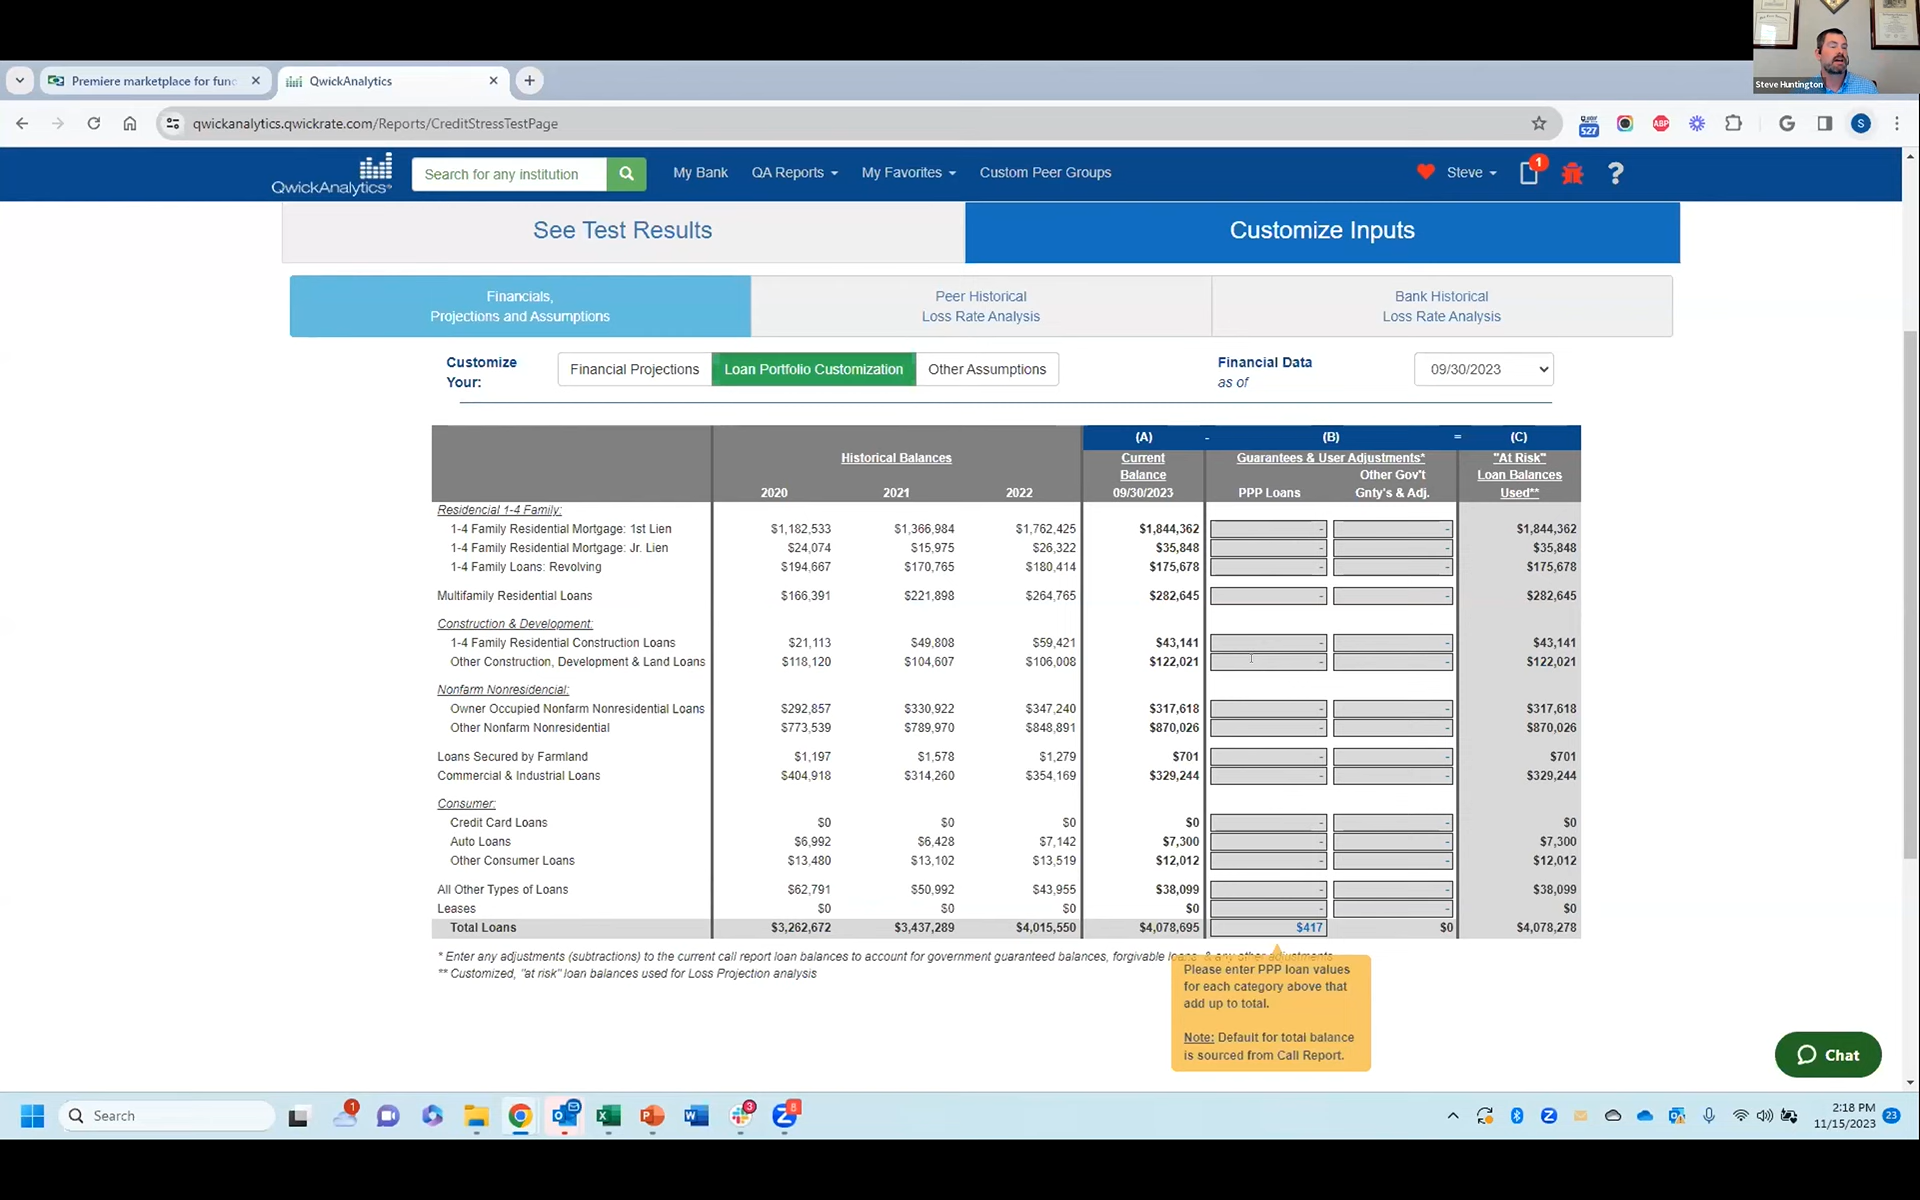 Steve Huntington
Premiere marketplace for func
QwickAnalytics
qwickanalytics.qwickrate.com/Reports/CreditStressTestPage
527
ABP
S
QwickAnalytics
Search for any institution
My Bank
QA Reports
My Favorites
Custom Peer Groups
Steve
1
?
See Test Results
Customize Inputs
Financials,
Projections and Assumptions
Peer Historical
Loss Rate Analysis
Bank Historical
Loss Rate Analysis
Customize
Your:
Financial Projections
Loan Portfolio Customization
Other Assumptions
Financial Data
as of
09/30/2023
(A) - (B) = (C)
Historical Balances
2020 2021 2022
Current
Balance
09/30/2023
Guarantees & User Adjustments*
PPP Loans
Other Gov't
Gnty's & Adj.
"At Risk"
Loan Balances
Used**
Residencial 1-4 Family:
1-4 Family Residential Mortgage: 1st Lien $1,182,533 $1,366,984 $1,762,425 $1,844,362 - - $1,844,362
1-4 Family Residential Mortgage: Jr. Lien $24,074 $15,975 $26,322 $35,848 - - $35,848
1-4 Family Loans: Revolving $194,667 $170,765 $180,414 $175,678 - - $175,678
Multifamily Residential Loans $166,391 $221,898 $264,765 $282,645 - - $282,645
Construction & Development:
1-4 Family Residential Construction Loans $21,113 $49,808 $59,421 $43,141 - - $43,141
Other Construction, Development & Land Loans $118,120 $104,607 $106,008 $122,021 - - $122,021
Nonfarm Nonresidencial:
Owner Occupied Nonfarm Nonresidential Loans $292,857 $330,922 $347,240 $317,618 - - $317,618
Other Nonfarm Nonresidential $773,539 $789,970 $848,891 $870,026 - - $870,026
Loans Secured by Farmland $1,197 $1,578 $1,279 $701 - - $701
Commercial & Industrial Loans $404,918 $314,260 $354,169 $329,244 - - $329,244
Consumer:
Credit Card Loans $0 $0 $0 $0 - - $0
Auto Loans $6,992 $6,428 $7,142 $7,300 - - $7,300
Other Consumer Loans $13,480 $13,102 $13,519 $12,012 - - $12,012
All Other Types of Loans $62,791 $50,992 $43,955 $38,099 - - $38,099
Leases $0 $0 $0 $0 - - $0
Total Loans $3,262,672 $3,437,289 $4,015,550 $4,078,695 $417 $0 $4,078,278
* Enter any adjustments (subtractions) to the current call report loan balances to account for government guaranteed balances, forgivable loans, & any other adjustments
** Customized, "at risk" loan balances used for Loss Projection analysis
Please enter PPP loan values
for each category above that
add up to total.
Note: Default for total balance
is sourced from Call Report.
Chat
Search
1
3
8
2:18 PM
11/15/2023
23